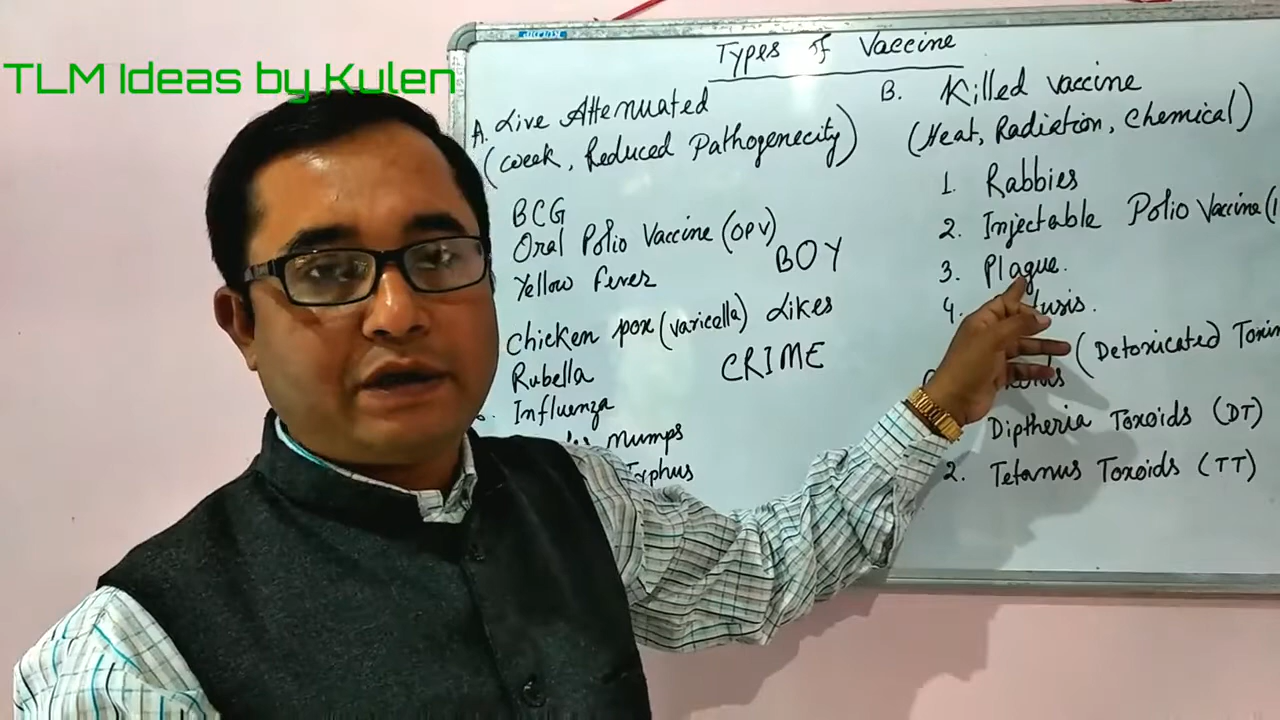 TLM Ideas by Kulen
Types of Vaccine
A. Live Attenuated
(week, Reduced Pathogenecity)
BCG
Oral Polio Vaccine (OPV)
Yellow fever
BOY
Chicken pox (varicella)
Likes
Rubella
CRIME
Influenza
Mumps
B. Killed vaccine
(Heat, Radiation, Chemical)
1. Rabbies
2. Injectable Polio Vaccine
3. Plague.
4.
(Detoxicated
Diptheria Toxoids (DT)
2. Tetanus Toxoids (TT)